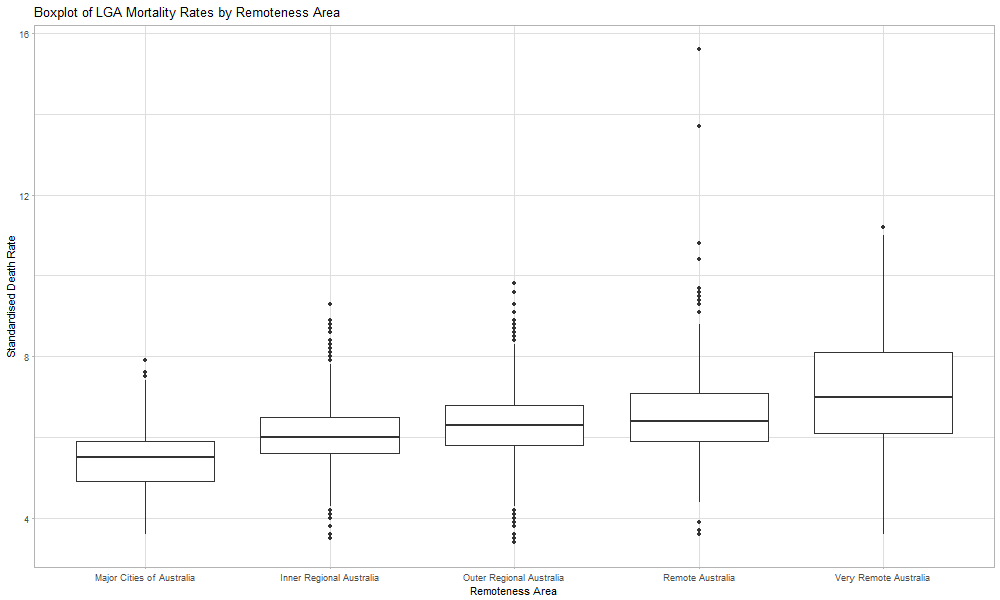 Boxplot of LGA Mortality Rates by Remoteness Area
Standardised Death Rate
16
12
8
4
Major Cities of Australia
Inner Regional Australia
Outer Regional Australia
Remote Australia
Very Remote Australia
Remoteness Area